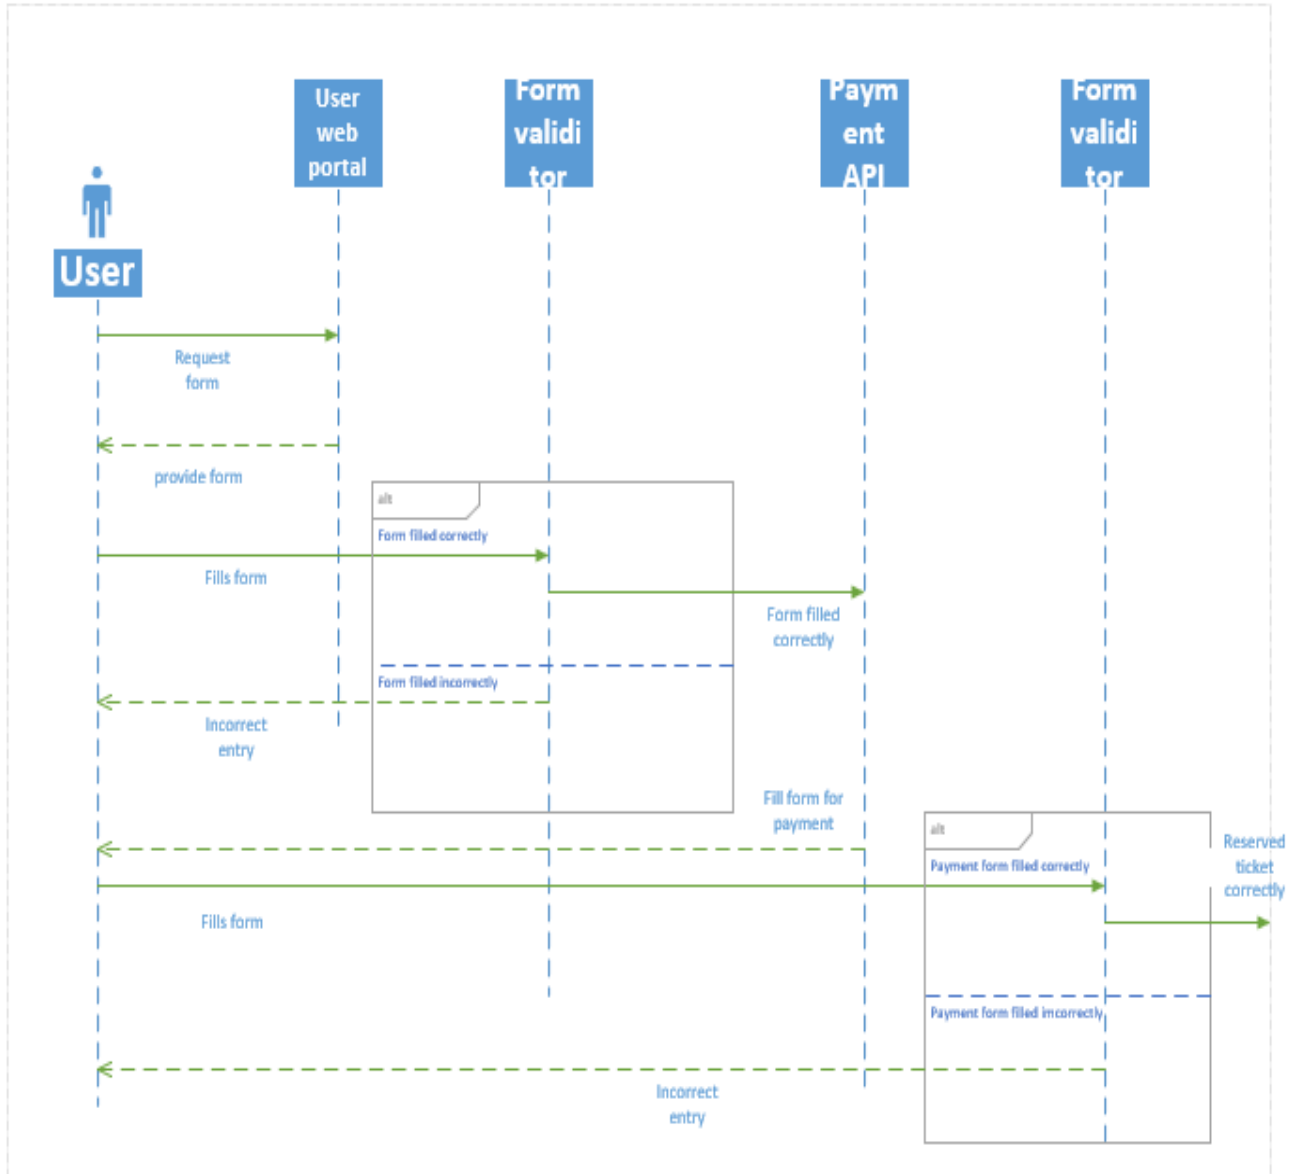 User
web
portal
Form
validi
tor
Paym
ent
API
Form
validi
tor
User
Request
form
provide form
alt
Form filled correctly
Fills form
Form filled
correctly
Form filled incorrectly
Incorrect
entry
Fill form for
payment
alt
Reserved
ticket
correctly
Payment form filled correctly
Fills form
Payment form filled imcorrectly
Incorrect
entry